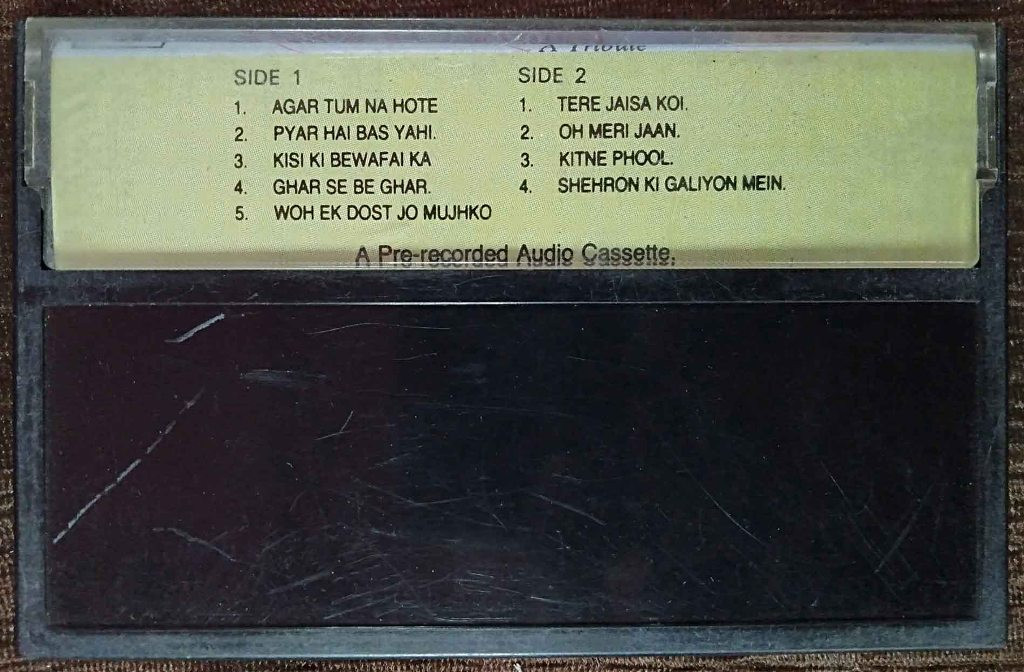 A Tribute
SIDE 1
1. AGAR TUM NA HOTE
2. PYAR HAI BAS YAHI.
3. KISI KI BEWAFAI KA
4. GHAR SE BE GHAR.
5. WOH EK DOST JO MUJHKO
SIDE 2
1. TERE JAISA KOI.
2. OH MERI JAAN.
3. KITNE PHOOL.
4. SHEHRON KI GALIYON MEIN.
A Pre-recorded Audio Cassette.